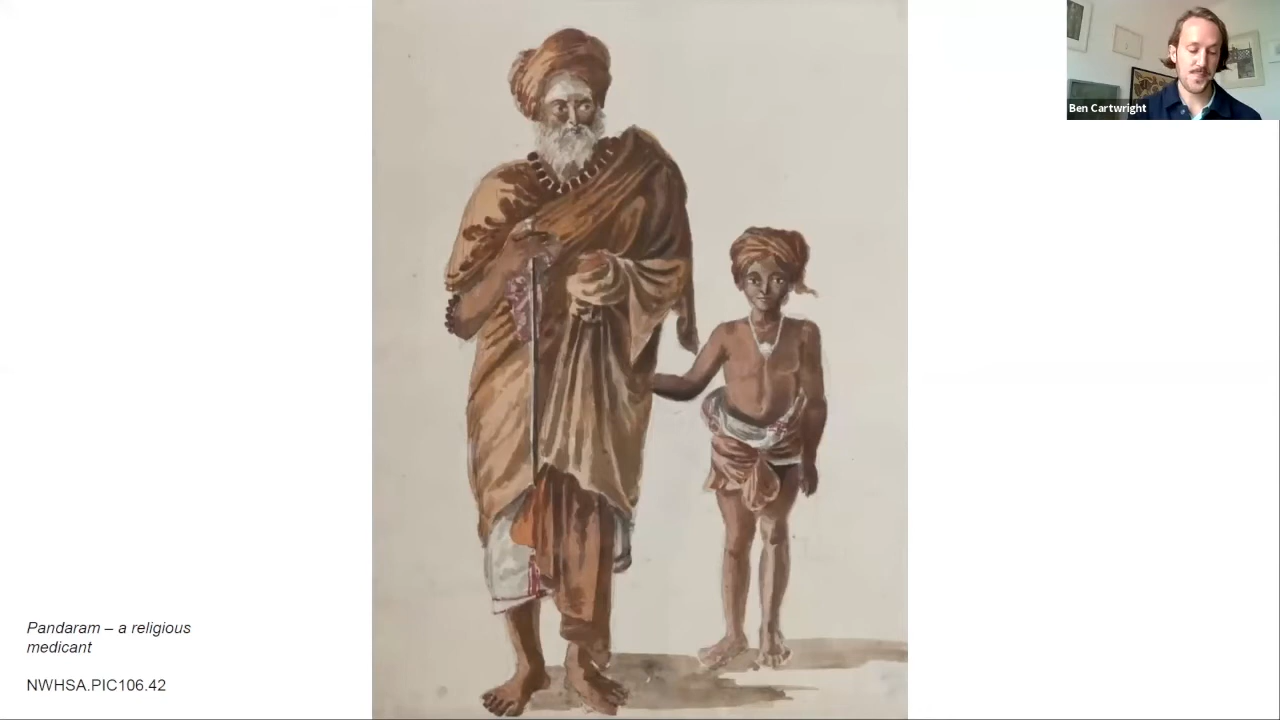 Ben Cartwright
Pandaram – a religious
medicant
NWHSA.PIC106.42